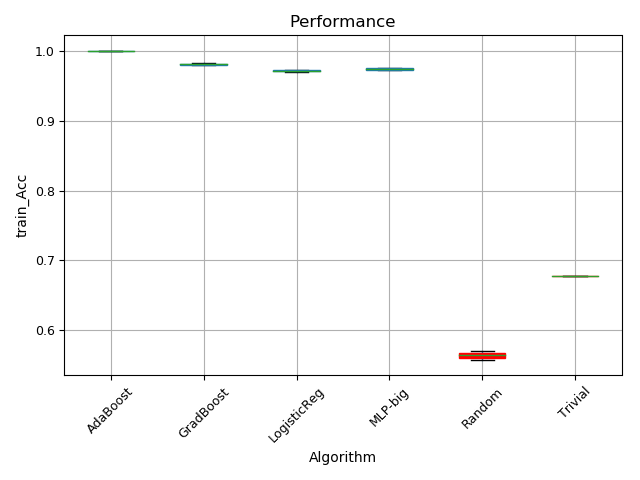 Performance
1.0
0.9
0.8
0.7
0.6
train_Acc
AdaBoost
GradBoost
LogisticReg
MLP-big
Random
Trivial
Algorithm